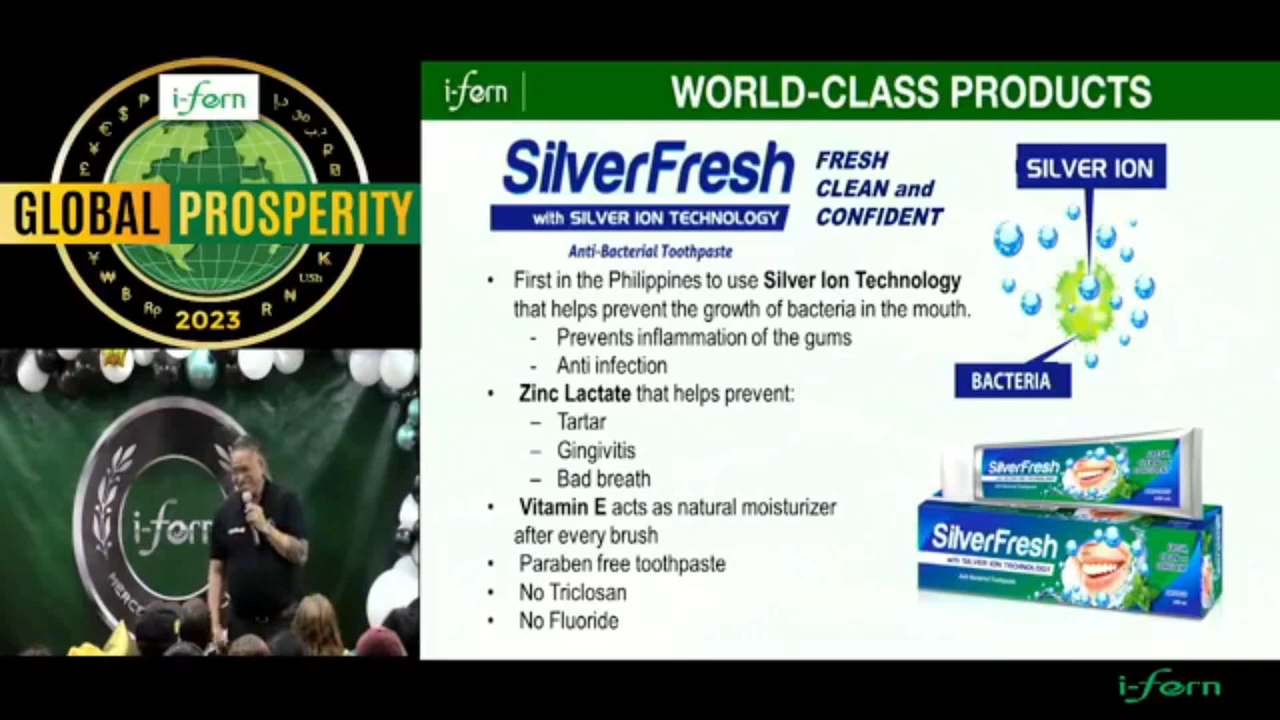 i-fern
GLOBAL PROSPERITY
2023
i-fern
i-fern
WORLD-CLASS PRODUCTS
SilverFresh
with SILVER ION TECHNOLOGY
Anti-Bacterial Toothpaste
FRESH
CLEAN and
CONFIDENT
SILVER ION
BACTERIA
• First in the Philippines to use Silver Ion Technology
that helps prevent the growth of bacteria in the mouth.
- Prevents inflammation of the gums
- Anti infection
• Zinc Lactate that helps prevent:
– Tartar
– Gingivitis
– Bad breath
• Vitamin E acts as natural moisturizer
after every brush
• Paraben free toothpaste
• No Triclosan
• No Fluoride
SilverFresh
SilverFresh
with SILVER ION TECHNOLOGY
Anti-Bacterial Toothpaste
i-fern